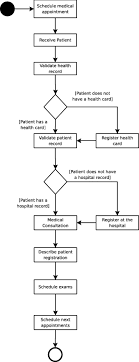 Schedule medical
appointment
Receive Patient
Validate health
record
[Patient does not
have a health card]
[Patient has a
health card]
Validate patient
record
Register health
card
[Patient does not have
a hospital record]
[Patient has a
hospital record]
Medical
Consultation
Register at the
hospital
Describe patient
registration
Schedule exams
Schedule next
appointments